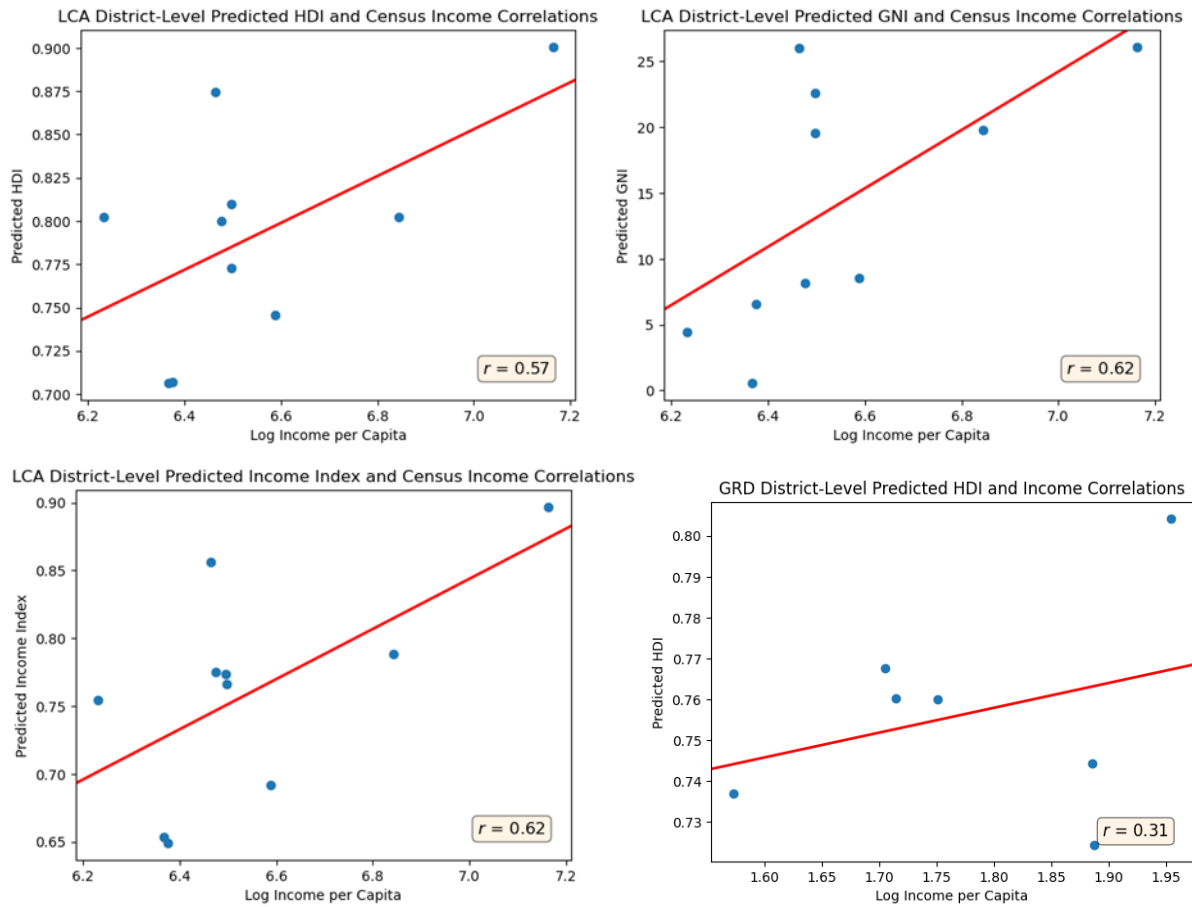 LCA District-Level Predicted HDI and Census Income Correlations
0.900
0.875
0.850
0.825
0.800
0.775
0.750
0.725
0.700
Predicted HDI
r = 0.57
6.2 6.4 6.6 6.8 7.0 7.2
Log Income per Capita
LCA District-Level Predicted GNI and Census Income Correlations
25
20
15
10
5
0
Predicted GNI
r = 0.62
6.2 6.4 6.6 6.8 7.0 7.2
Log Income per Capita
LCA District-Level Predicted Income Index and Census Income Correlations
0.90
0.85
0.80
0.75
0.70
0.65
Predicted Income Index
r = 0.62
6.2 6.4 6.6 6.8 7.0 7.2
Log Income per Capita
GRD District-Level Predicted HDI and Income Correlations
0.80
0.79
0.78
0.77
0.76
0.75
0.74
0.73
Predicted HDI
r = 0.31
1.60 1.65 1.70 1.75 1.80 1.85 1.90 1.95
Log Income per Capita